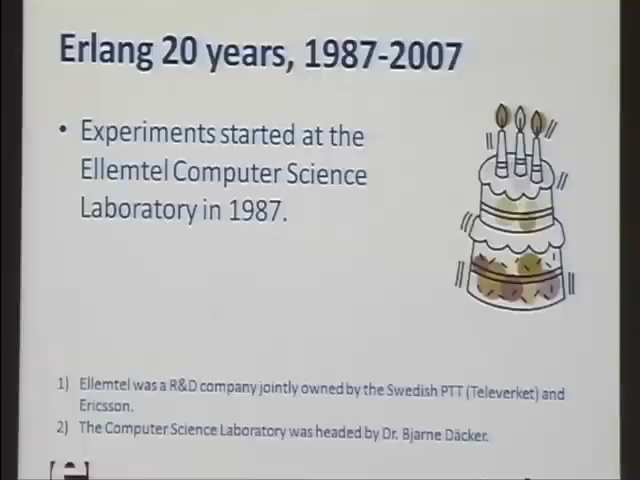 Erlang 20 years, 1987-2007
• Experiments started at the
Ellemtel Computer Science
Laboratory in 1987.
1) Ellemtel was a R&D company jointly owned by the Swedish PTT (Televerket) and
Ericsson.
2) The Computer Science Laboratory was headed by Dr. Bjarne Däcker.
[e]